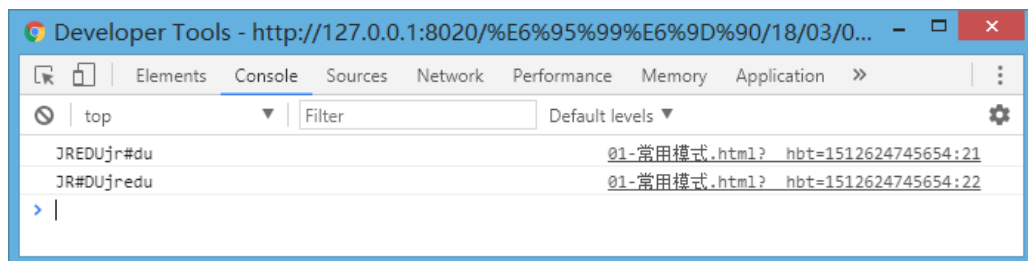 Developer Tools - http://127.0.0.1:8020/%E6%95%99%E6%9D%90/18/03/0...
Elements Console Sources Network Performance Memory Application »
top Filter Default levels
JREDUjr#du 01-常用模式.html?__hbt=1512624745654:21
JR#DUjredu 01-常用模式.html?__hbt=1512624745654:22
>